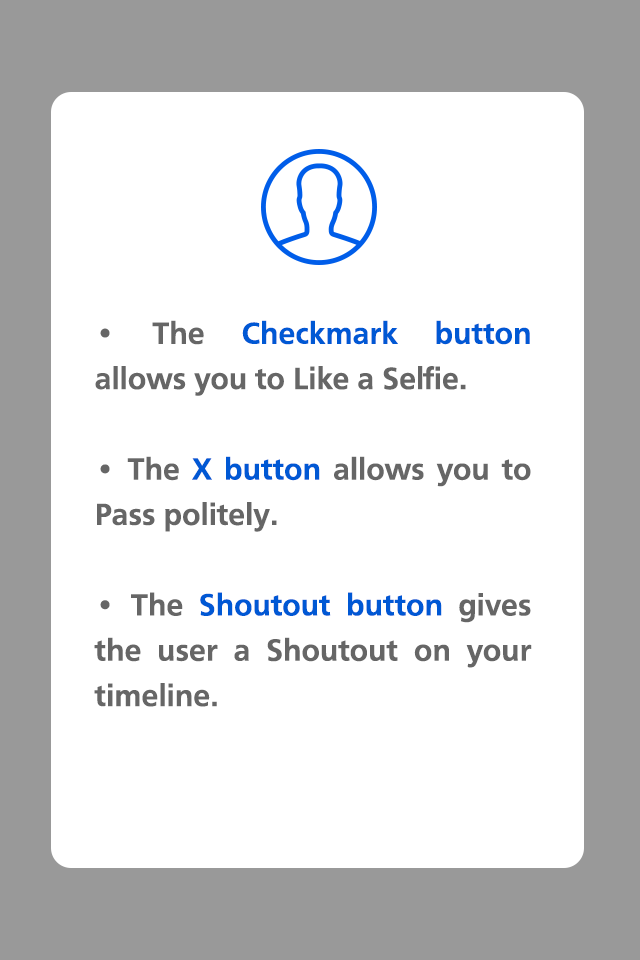 • The Checkmark button
allows you to Like a Selfie.
• The X button allows you to
Pass politely.
• The Shoutout button gives
the user a Shoutout on your
timeline.